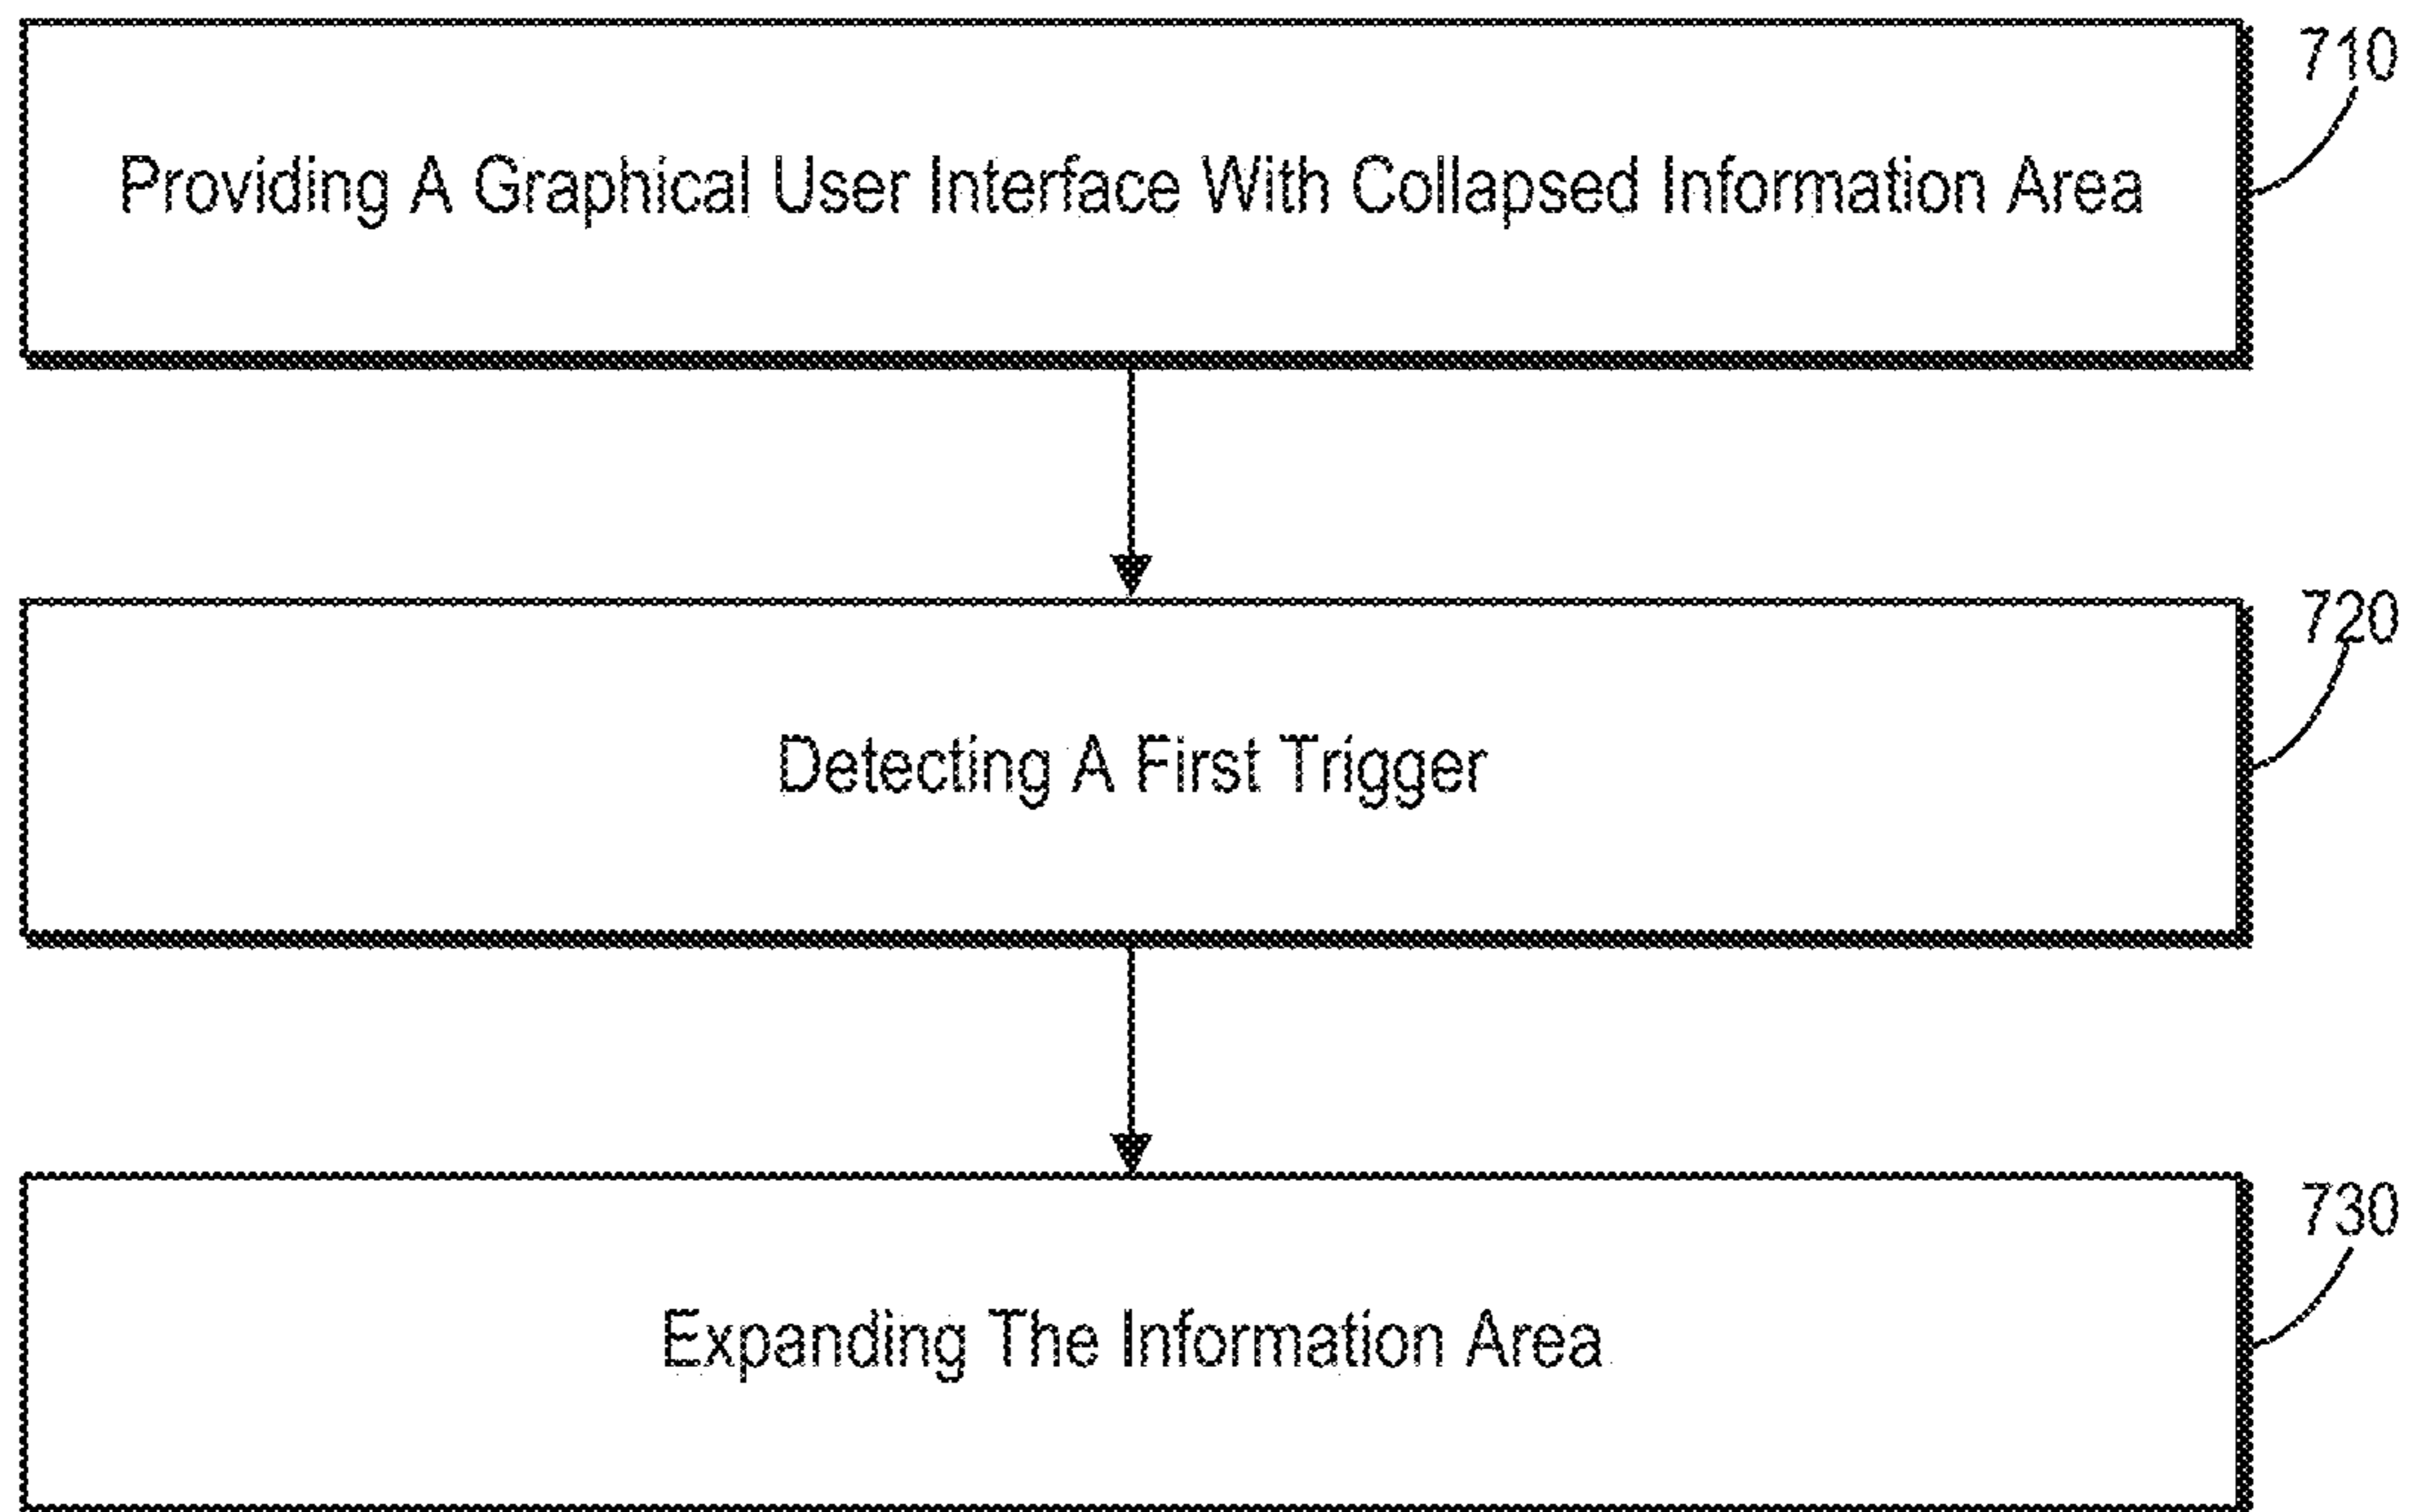 710
Providing A Graphical User Interface With Collapsed Information Area
720
Detecting A First Trigger
730
Expanding The Information Area